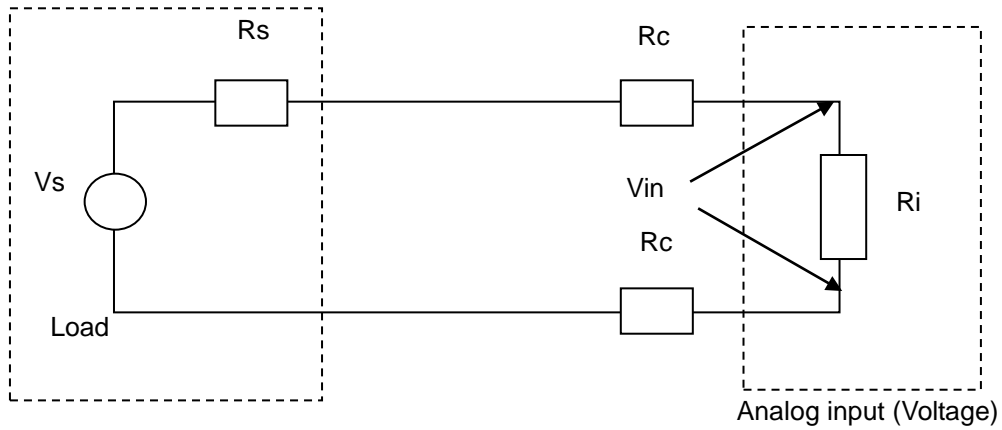 Rs
Rc
Vs
Vin
Ri
Rc
Load
Analog input (Voltage)